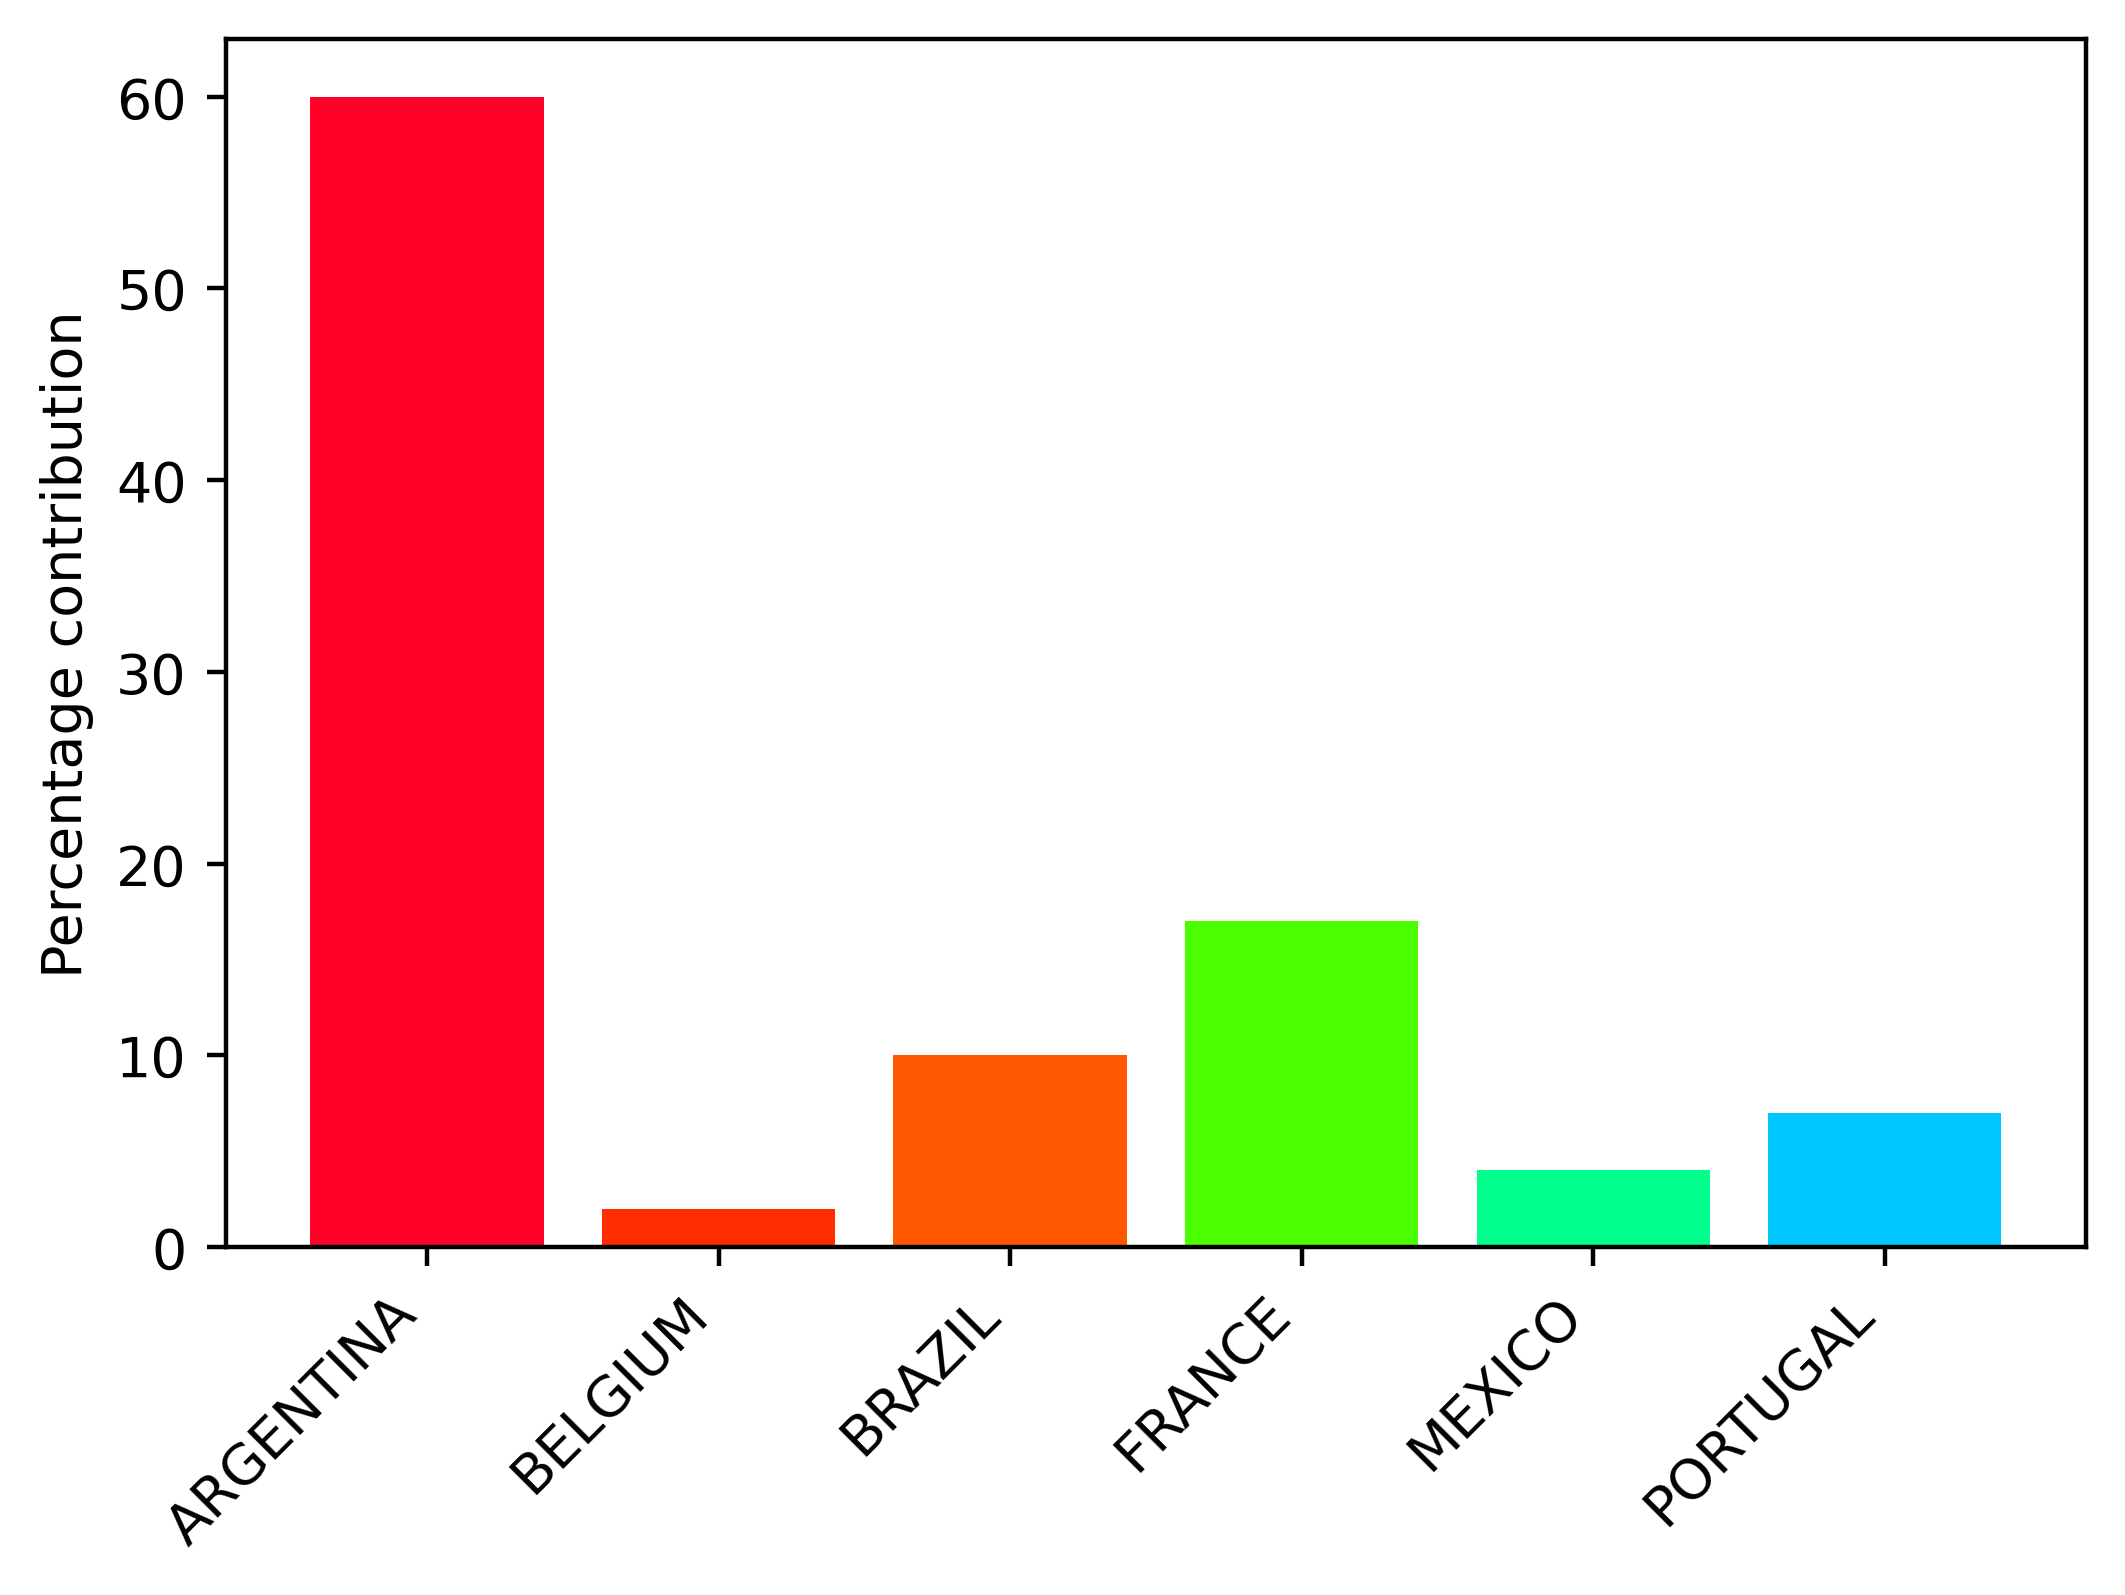 Percentage contribution
60
50
40
30
20
10
0
ARGENTINA
BELGIUM
BRAZIL
FRANCE
MEXICO
PORTUGAL